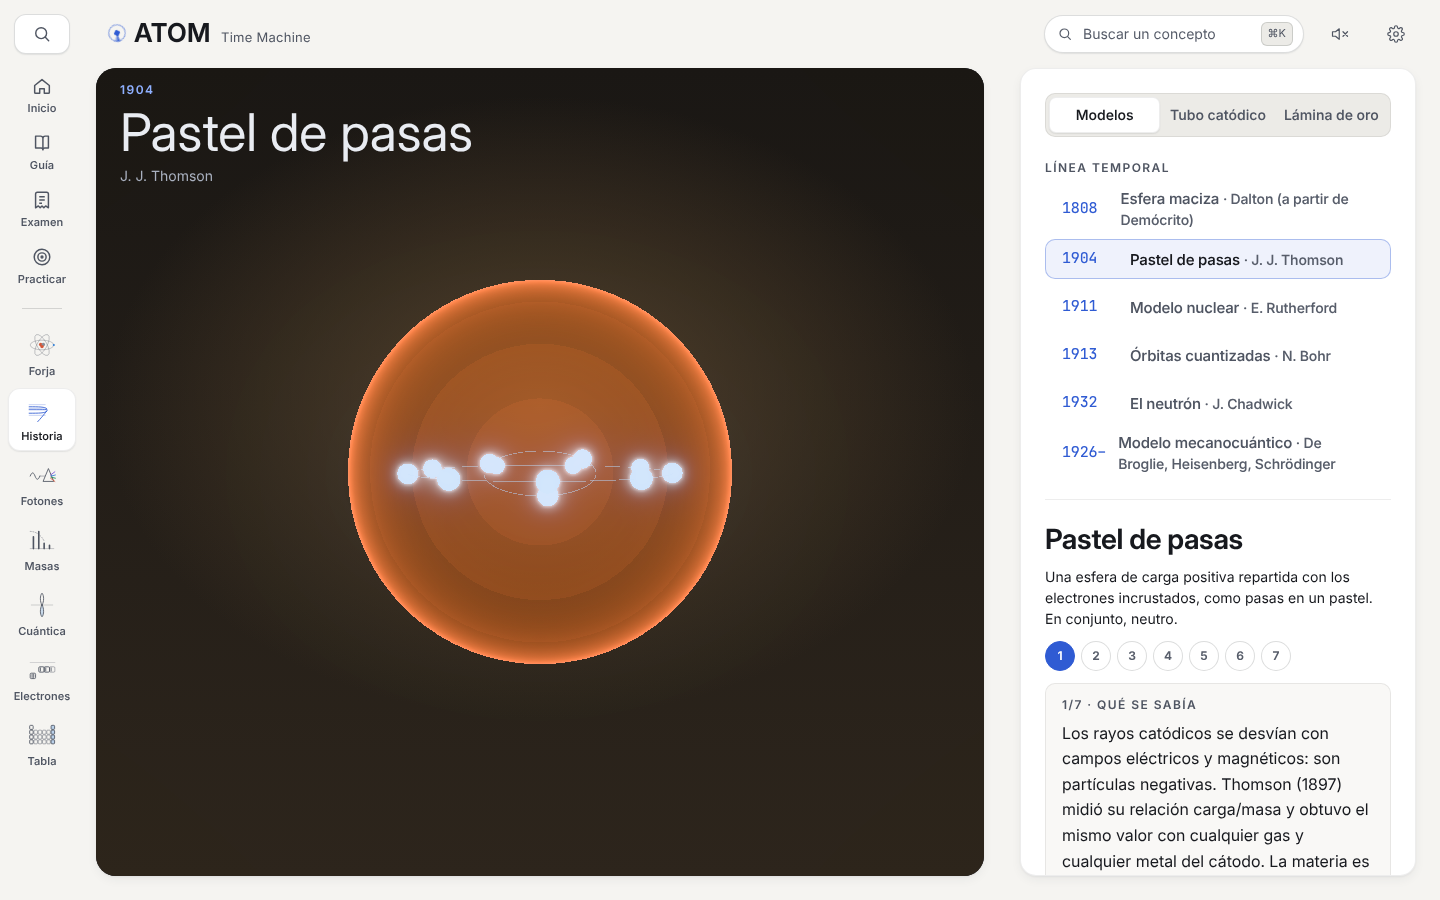 ATOM Time Machine
Buscar un concepto ⌘K
Inicio
Guía
Examen
Practicar
Forja
Historia
Fotones
Masas
Cuántica
Electrones
Tabla
1904
Pastel de pasas
J. J. Thomson
Modelos Tubo catódico Lámina de oro
LÍNEA TEMPORAL
1808 Esfera maciza · Dalton (a partir de
Demócrito)
1904 Pastel de pasas · J. J. Thomson
1911 Modelo nuclear · E. Rutherford
1913 Órbitas cuantizadas · N. Bohr
1932 El neutrón · J. Chadwick
1926– Modelo mecanocuántico · De
Broglie, Heisenberg, Schrödinger
Pastel de pasas
Una esfera de carga positiva repartida con los
electrones incrustados, como pasas en un pastel.
En conjunto, neutro.
1 2 3 4 5 6 7
1/7 · QUÉ SE SABÍA
Los rayos catódicos se desvían con
campos eléctricos y magnéticos: son
partículas negativas. Thomson (1897)
midió su relación carga/masa y obtuvo el
mismo valor con cualquier gas y
cualquier metal del cátodo. La materia es